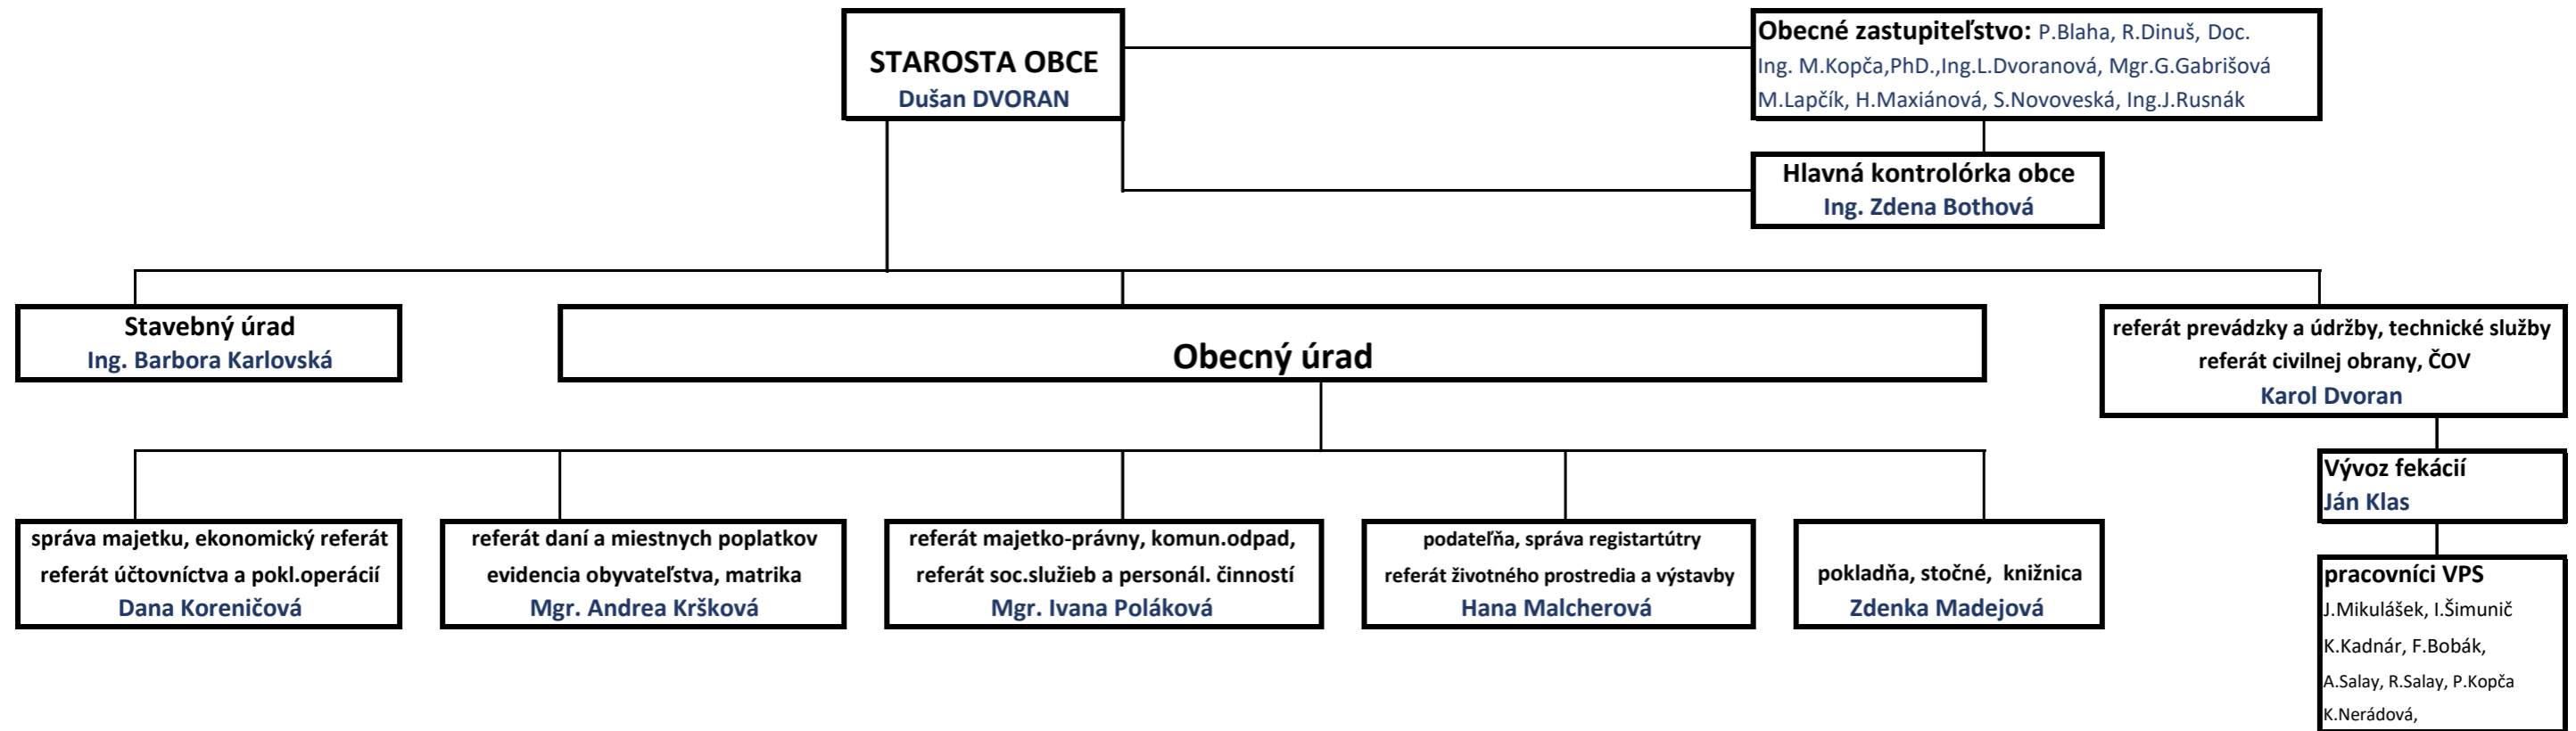 STAROSTA OBCE
Dušan DVORAN
Obecné zastupiteľstvo: P.Blaha, R.Dinuš, Doc.
Ing. M.Kopča,PhD.,Ing.L.Dvoranová, Mgr.G.Gabrišová
M.Lapčík, H.Maxiánová, S.Novoveská, Ing.J.Rusnák
Hlavná kontrolórka obce
Ing. Zdena Bothová
Stavebný úrad
Ing. Barbora Karlovská
Obecný úrad
referát prevádzky a údržby, technické služby
referát civilnej obrany, ČOV
Karol Dvoran
Vývoz fekácií
Ján Klas
správa majetku, ekonomický referát
referát účtovníctva a pokl.operácií
Dana Koreničová
referát daní a miestnych poplatkov
evidencia obyvateľstva, matrika
Mgr. Andrea Kršková
referát majetko-právny, komun.odpad,
referát soc.služieb a personál. činností
Mgr. Ivana Poláková
podateľňa, správa registartútry
referát životného prostredia a výstavby
Hana Malcherová
pokladňa, stočné, knižnica
Zdenka Madejová
pracovníci VPS
J.Mikulášek, I.Šimunič
K.Kadnár, F.Bobák,
A.Salay, R.Salay, P.Kopča
K.Nerádová,